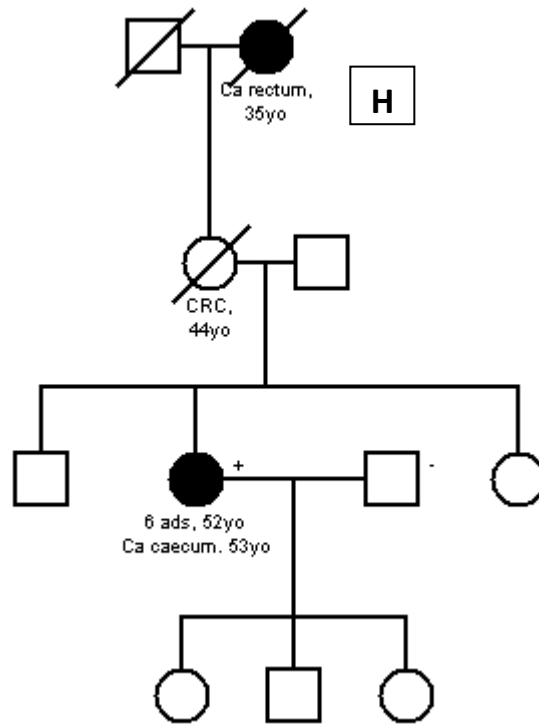 Ca rectum,
35yo
H
CRC,
44yo
+
-
6 ads, 52yo
Ca caecum. 53yo